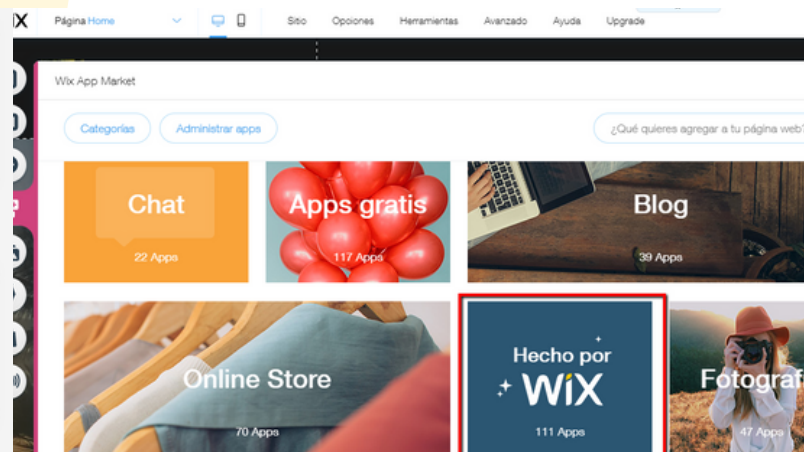 WiX Página Home Sitio Opciones Herramientas Avanzado Ayuda Upgrade
Wix App Market
Categorías Administrar apps ¿Qué quieres agregar a tu página web?
Chat Apps gratis Blog
22 Apps 117 Apps 39 Apps
Hecho por
Online Store WiX Fotograf
70 Apps 111 Apps 47 Apps